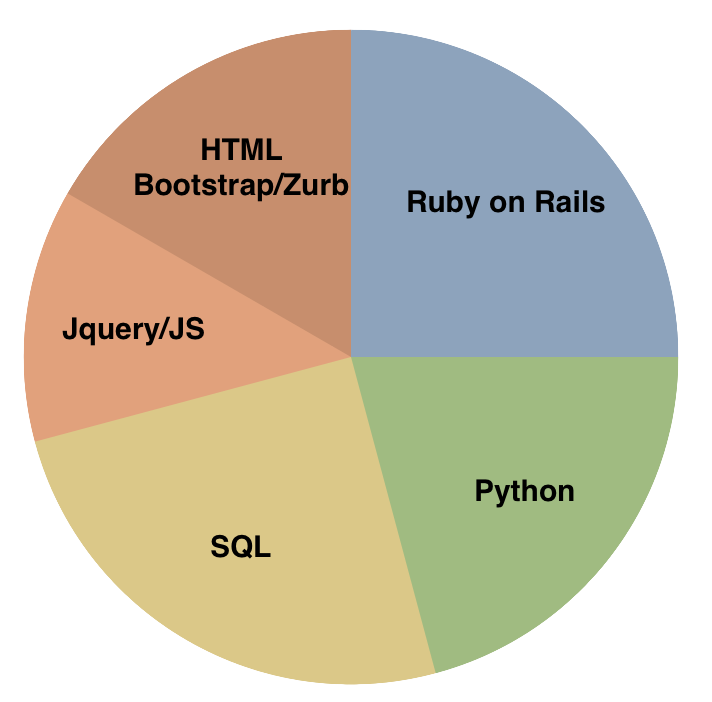 HTML
Bootstrap/Zurb
Ruby on Rails
Jquery/JS
Python
SQL